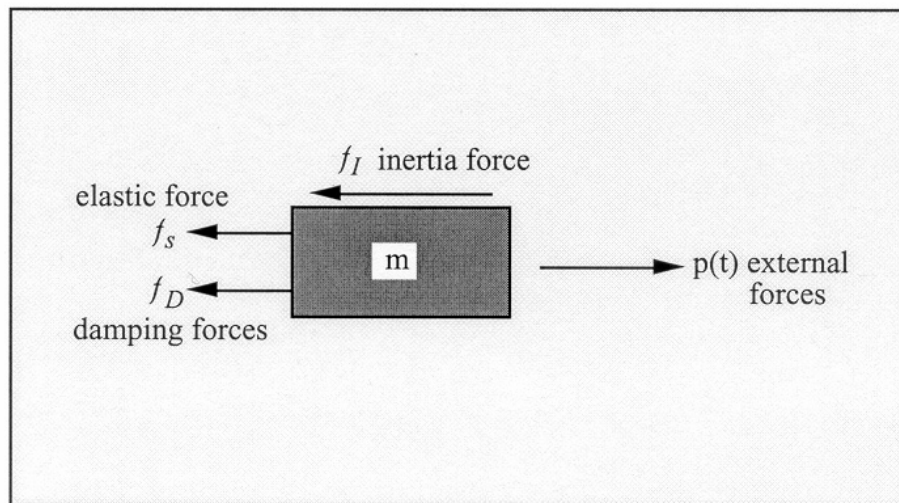 f_I inertia force
elastic force
f_s
m
p(t) external
forces
f_D
damping forces